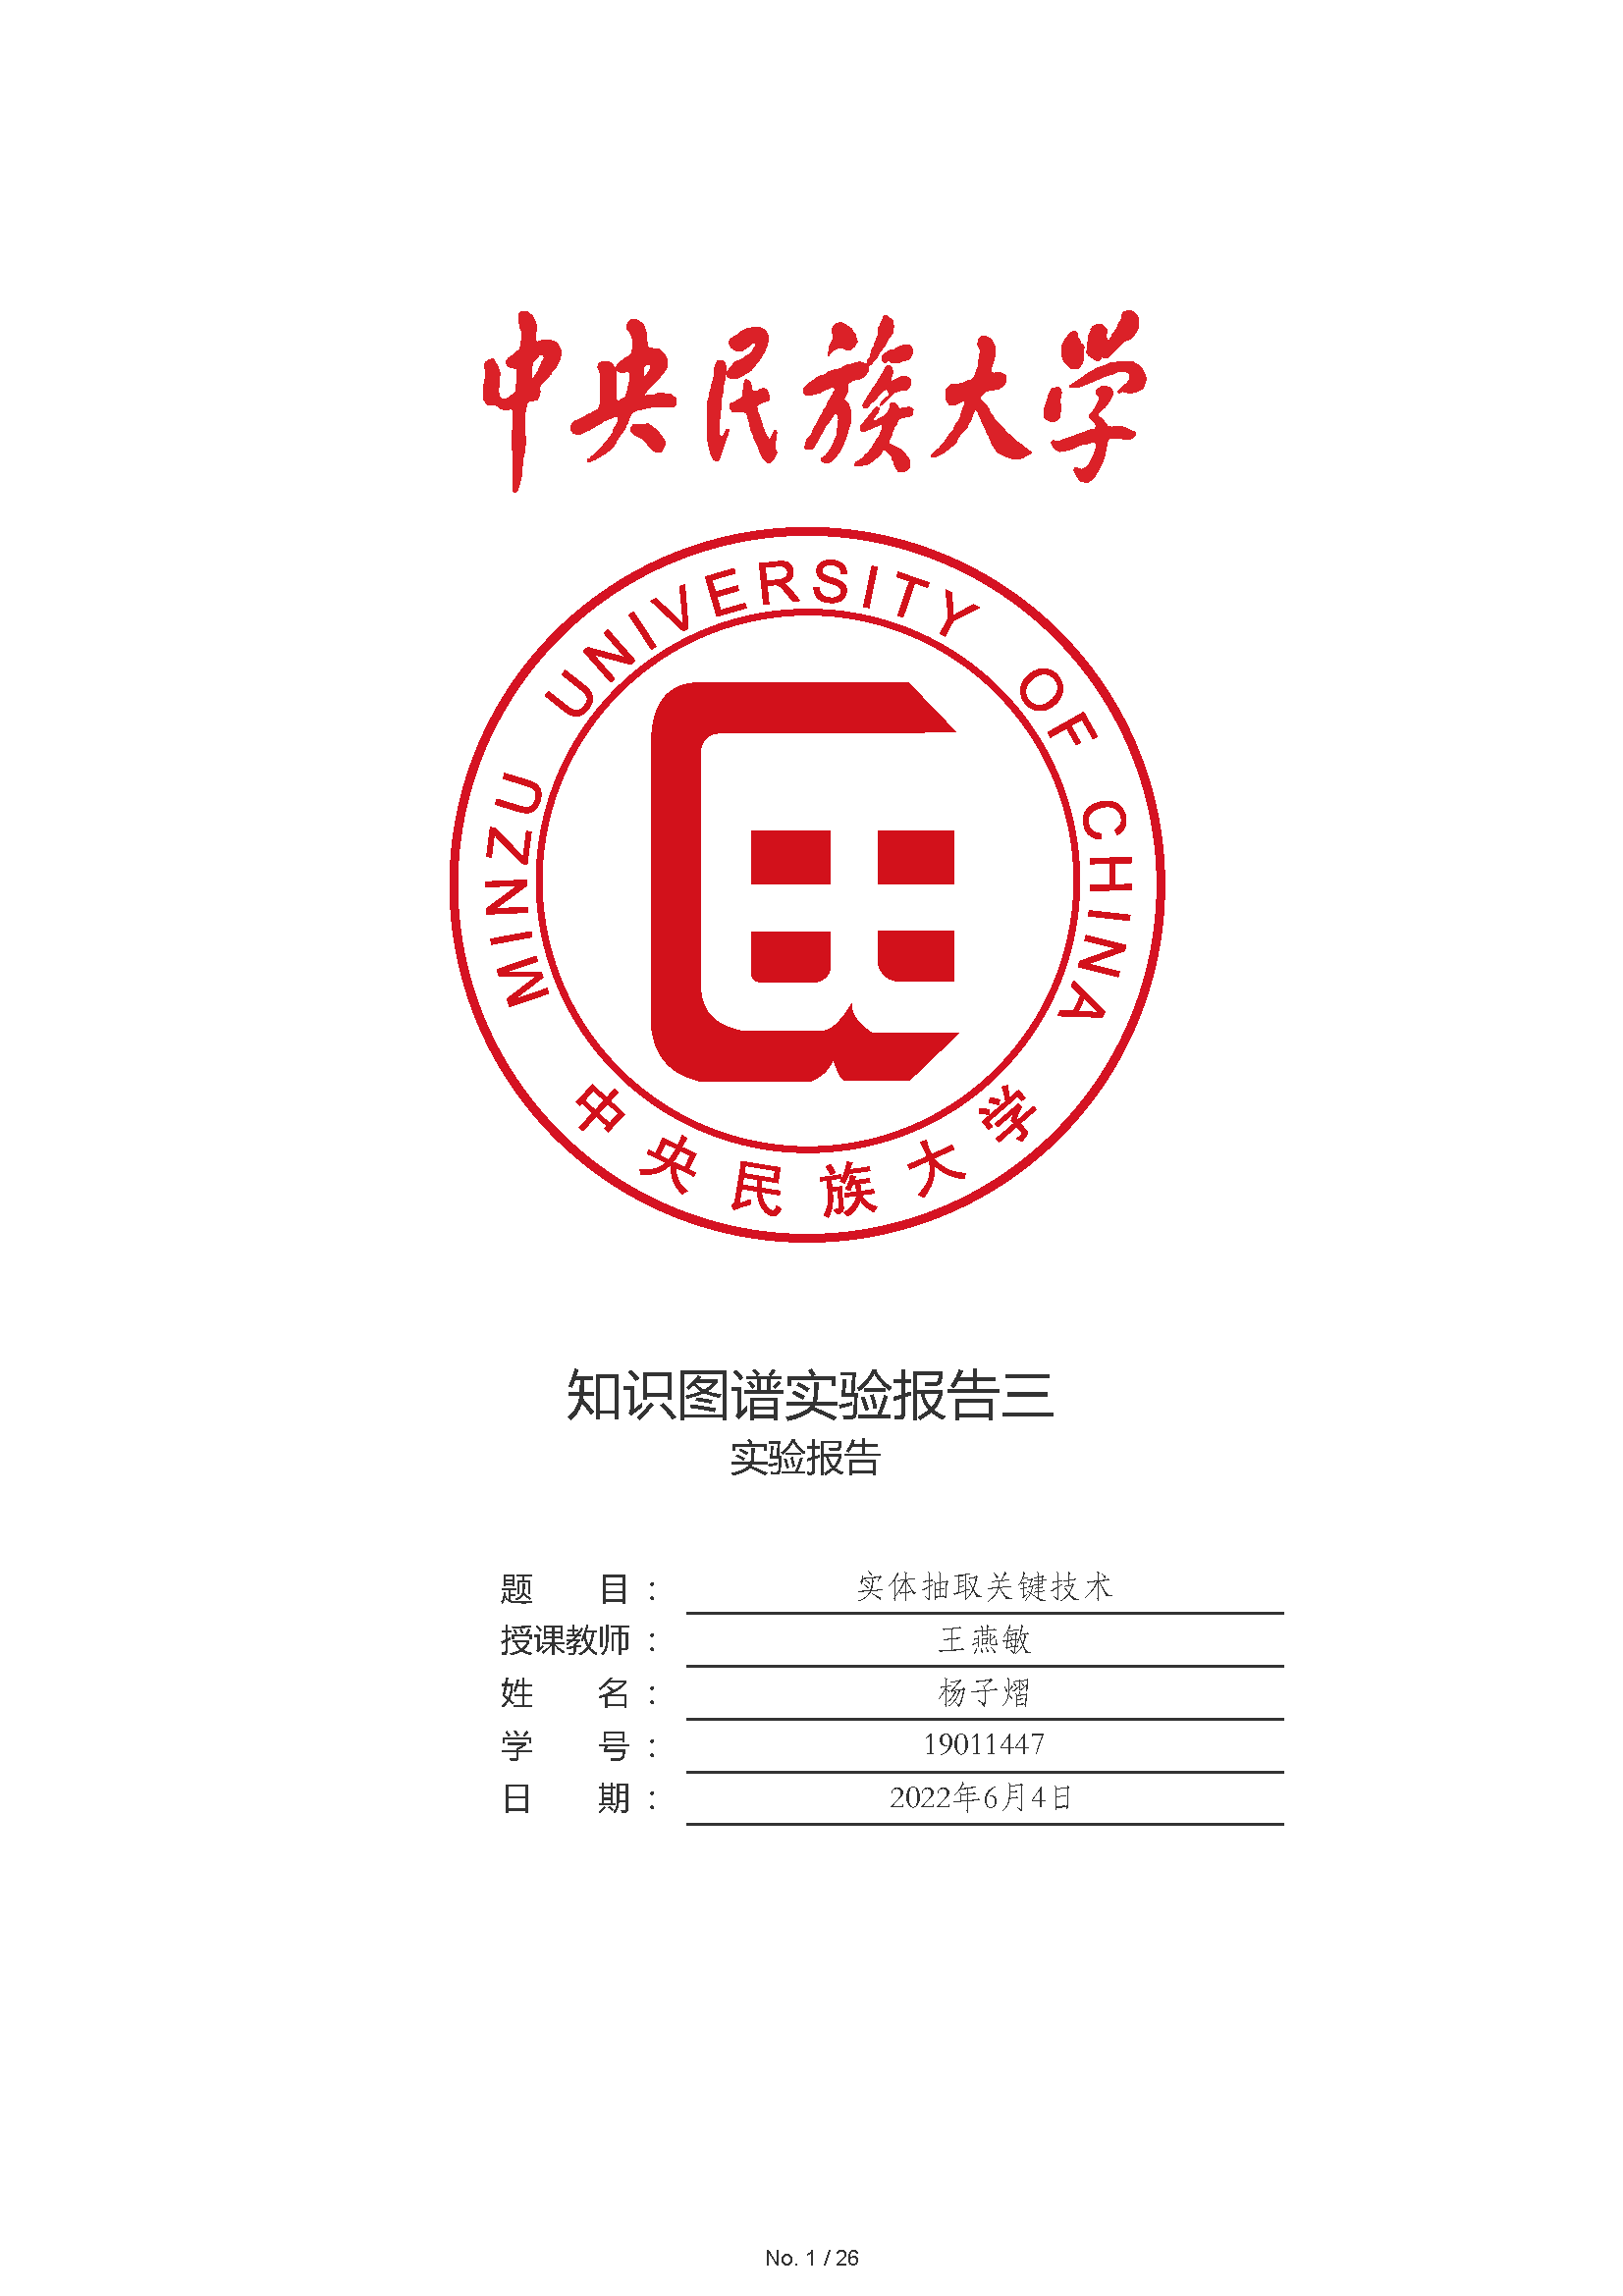 中央民族大学
MINZU UNIVERSITY OF CHINA
中央民族大学
知识图谱实验报告三
实验报告
题 目： 实体抽取关键技术
授课教师： 王燕敏
姓 名： 杨子熠
学 号： 19011447
日 期： 2022年6月4日
No. 1 / 26